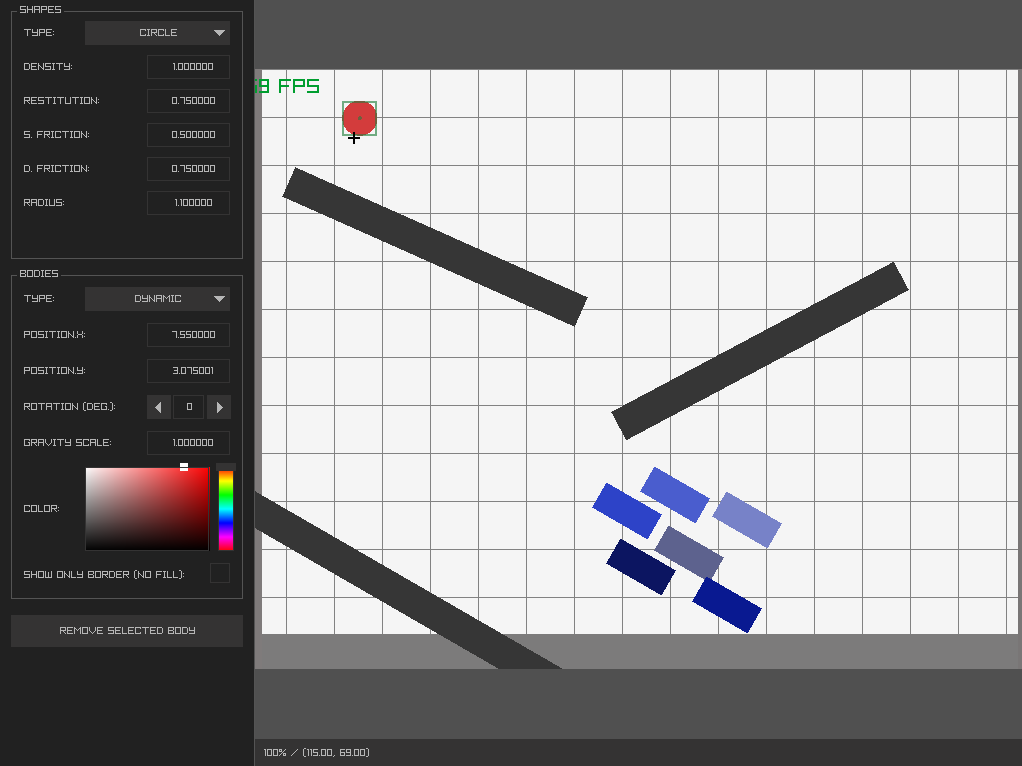 SHAPES
TYPE: CIRCLE
DENSITY: 1.000000
RESTITUTION: 0.750000
S. FRICTION: 0.500000
D. FRICTION: 0.750000
RADIUS: 1.100000
BODIES
TYPE: DYNAMIC
POSITION.X: 7.550000
POSITION.Y: 3.075001
ROTATION (DEG.): 0
GRAVITY SCALE: 1.000000
COLOR:
SHOW ONLY BORDER (NO FILL):
REMOVE SELECTED BODY
FPS
100% / (115.00, 69.00)